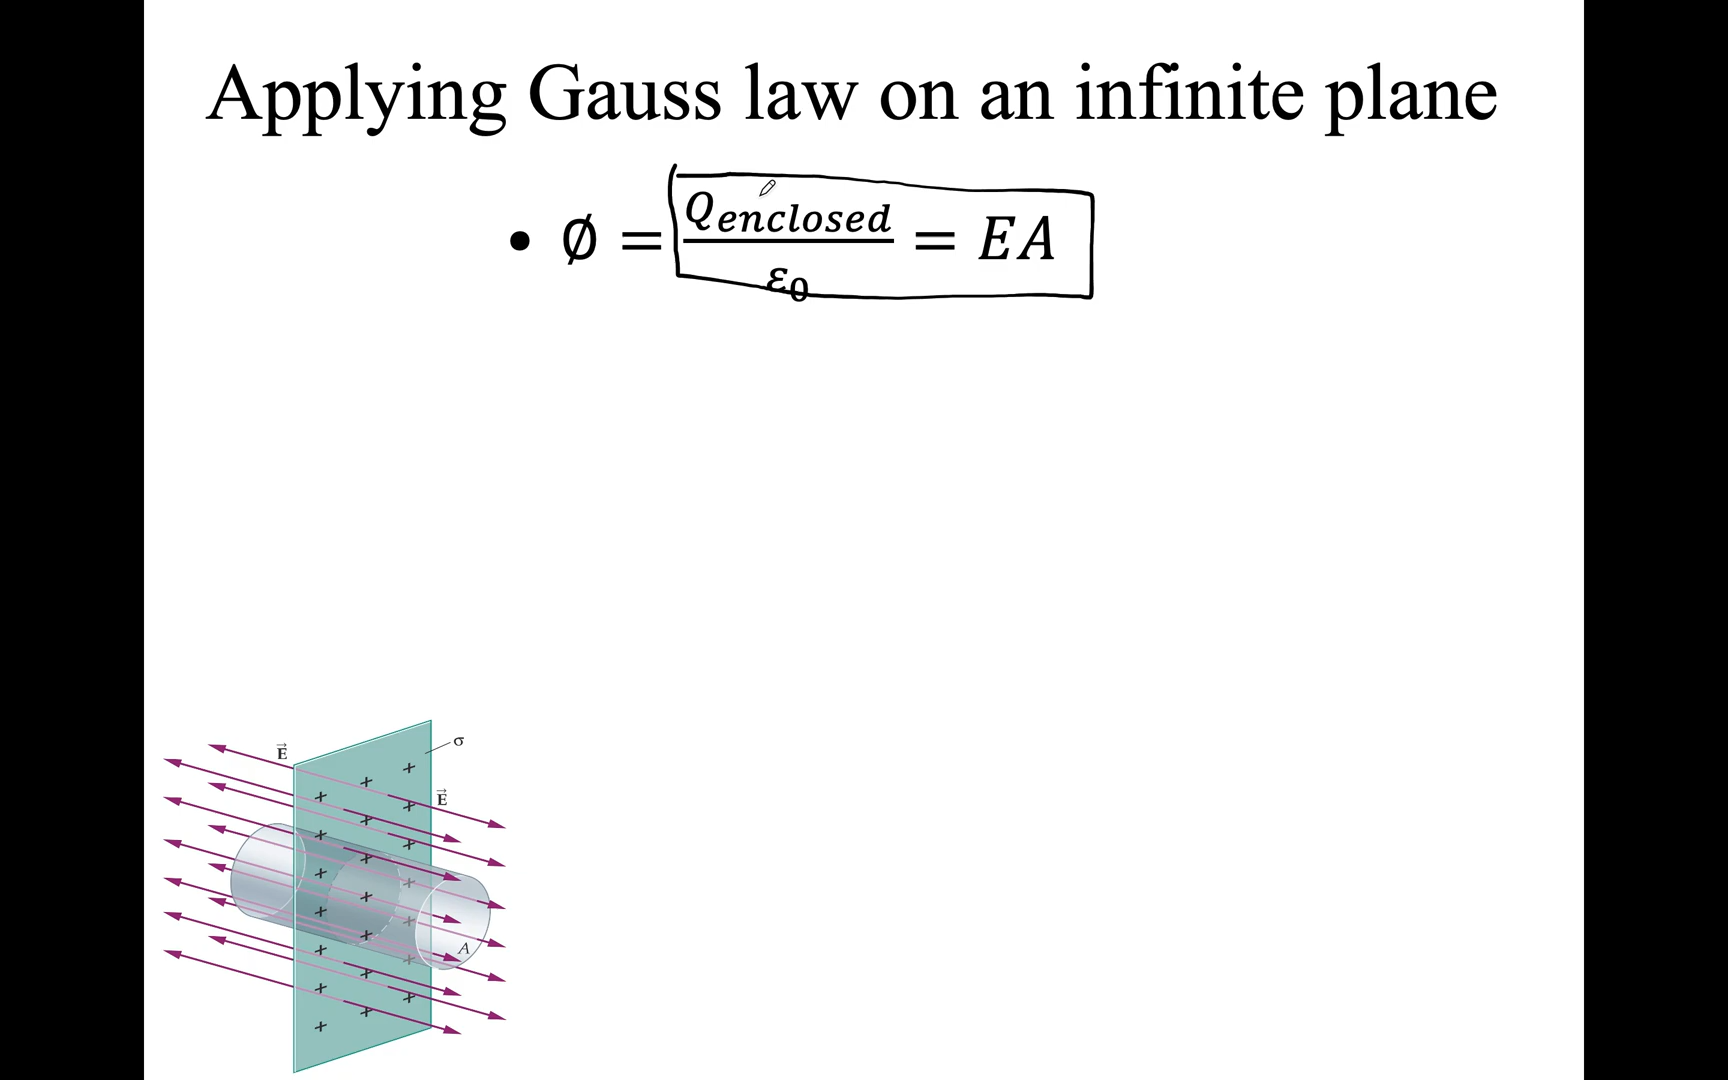 Applying Gauss law on an infinite plane
• ∅ = Q_enclosed / ε₀ = EA
σ
E⃗
E⃗
A